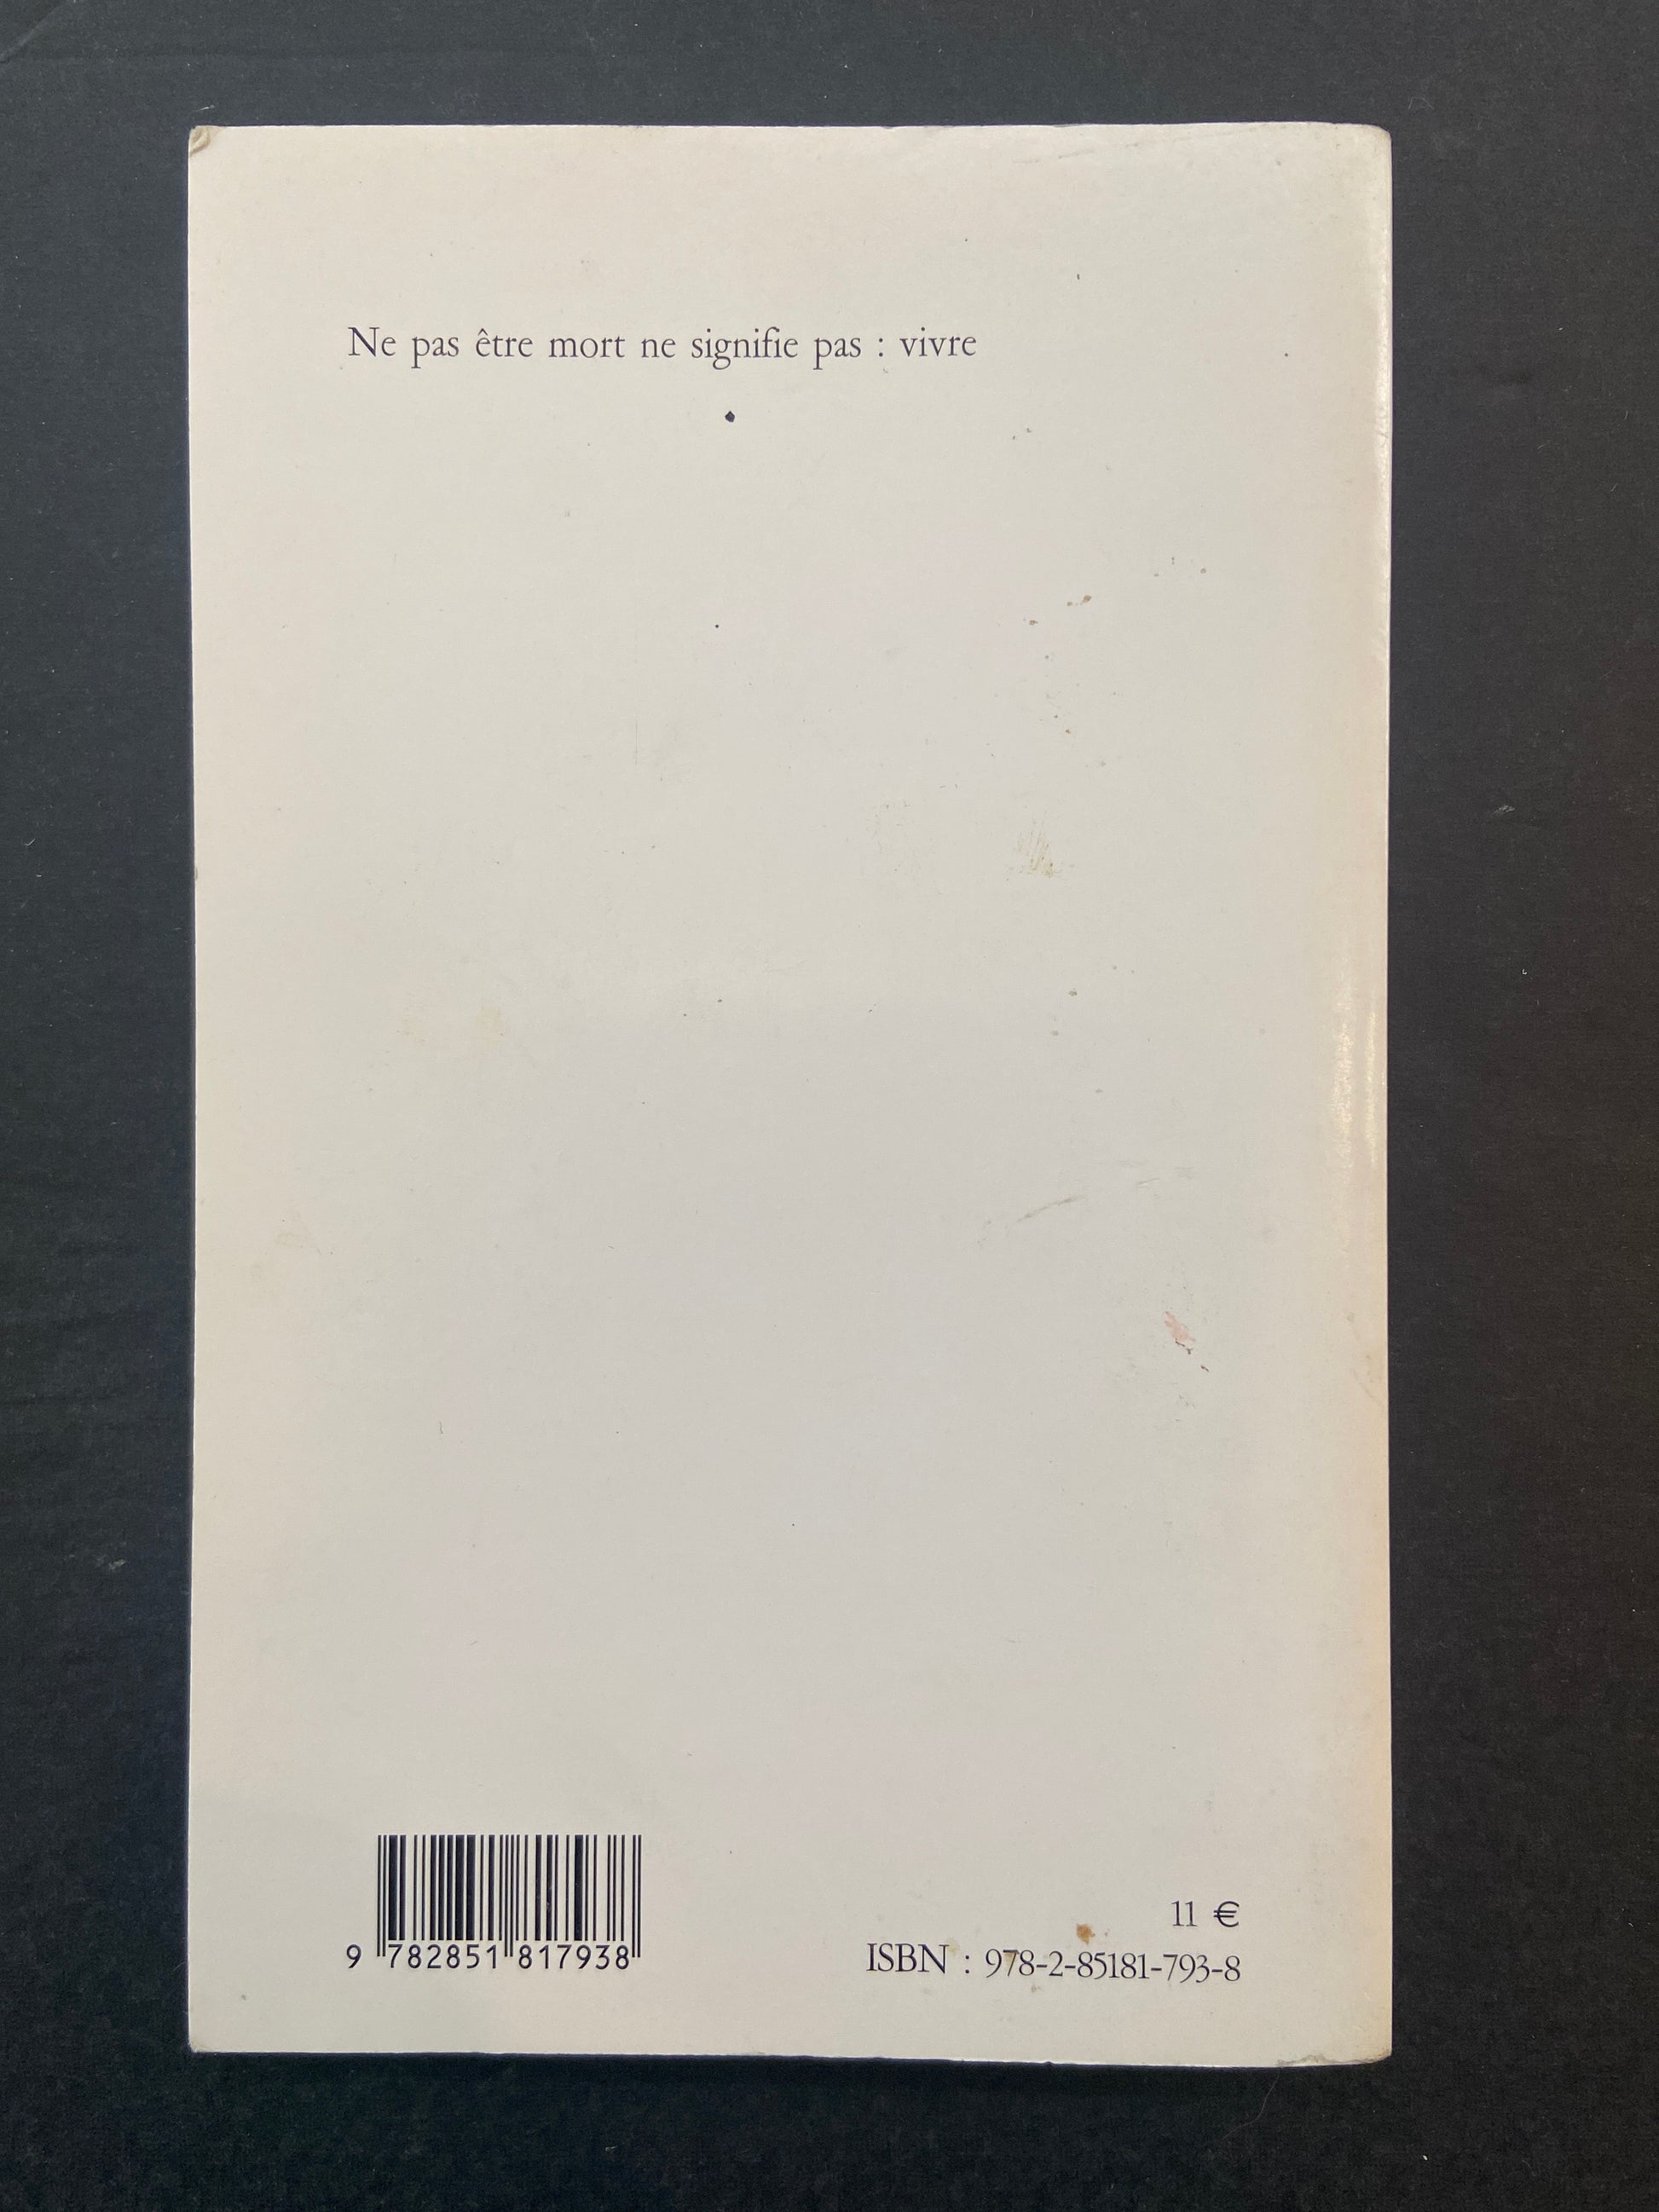 Ne pas être mort ne signifie pas : vivre
11 €
9 782851 817938
ISBN : 978-2-85181-793-8